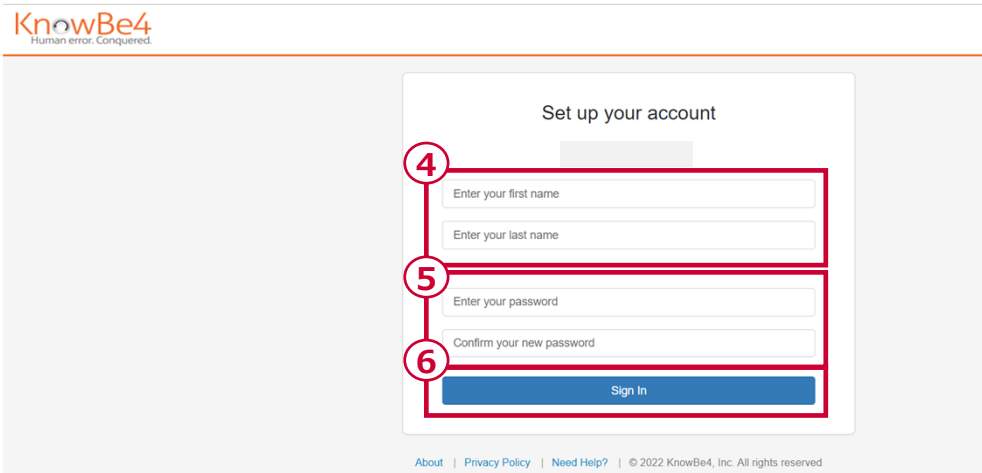 KnowBe4
Human error. Conquered.
Set up your account
④
Enter your first name
Enter your last name
⑤
Enter your password
Confirm your new password
⑥
Sign In
About | Privacy Policy | Need Help? | © 2022 KnowBe4, Inc. All rights reserved